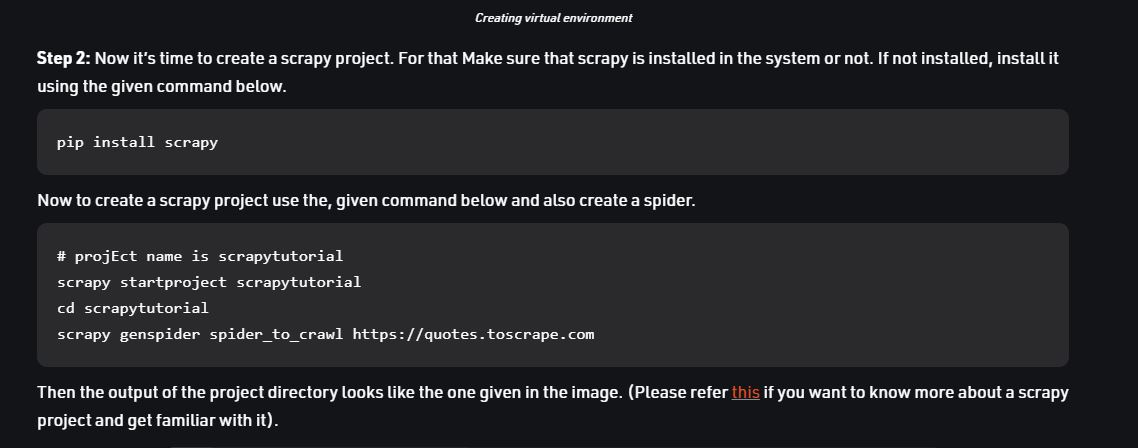 Creating virtual environment
Step 2: Now it's time to create a scrapy project. For that Make sure that scrapy is installed in the system or not. If not installed, install it
using the given command below.
pip install scrapy
Now to create a scrapy project use the, given command below and also create a spider.
# projEct name is scrapytutorial
scrapy startproject scrapytutorial
cd scrapytutorial
scrapy genspider spider_to_crawl https://quotes.toscrape.com
Then the output of the project directory looks like the one given in the image. (Please refer this if you want to know more about a scrapy
project and get familiar with it).